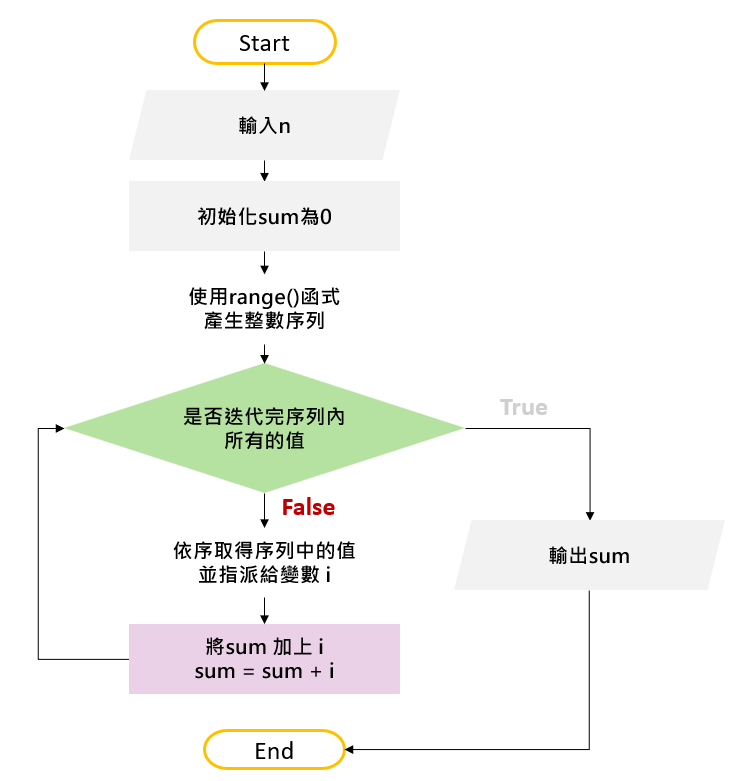 Start
輸入n
初始化sum為0
使用range()函式
產生整數序列
是否迭代完序列內
所有的值
True
False
依序取得序列中的值
並指派給變數 i
輸出sum
將sum 加上 i
sum = sum + i
End